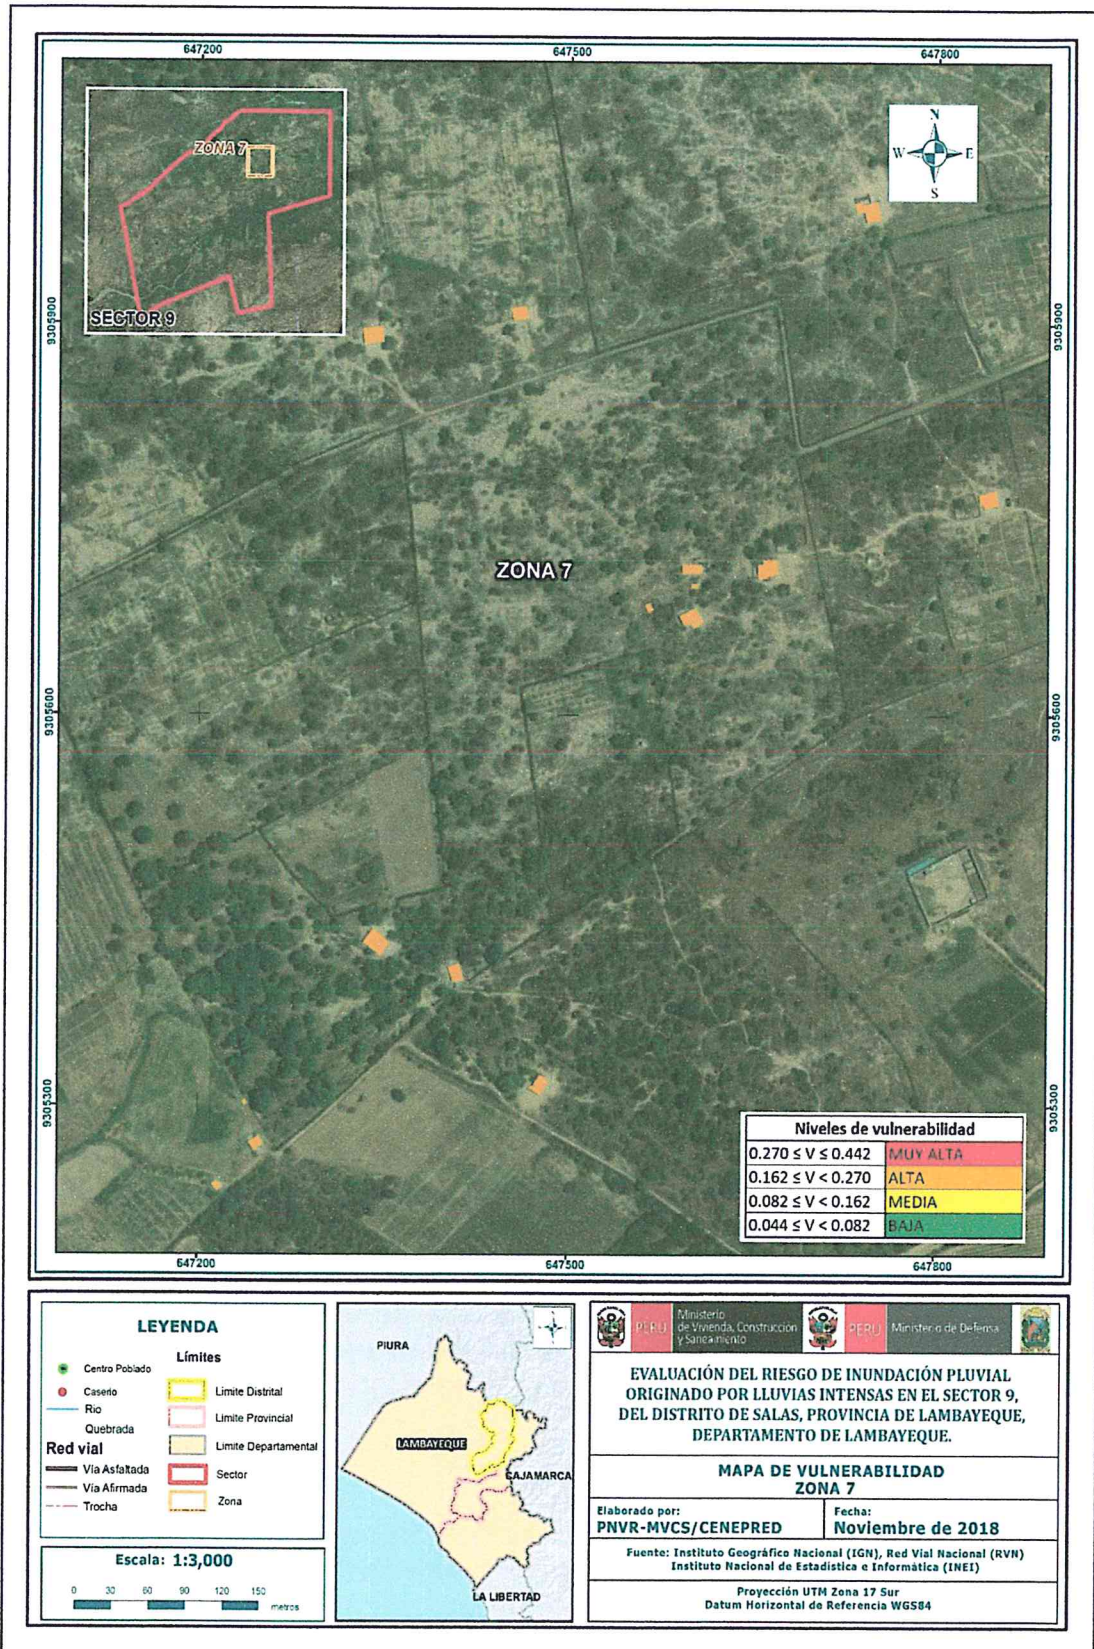 647200
647500
647800
ZONA 7
SECTOR 9
N
W
E
S
9305900
9305900
ZONA 7
9305600
9305600
9305300
9305300
Niveles de vulnerabilidad
0.270 ≤ V ≤ 0.442 MUY ALTA
0.162 ≤ V < 0.270 ALTA
0.082 ≤ V < 0.162 MEDIA
0.044 ≤ V < 0.082 BAJA
647200
647500
647800
LEYENDA
Centro Poblado
Caserio
Rio
Quebrada
Red vial
Vía Asfaltada
Vía Afirmada
Trocha
Límites
Limite Distrital
Limite Provincial
Limite Departamental
Sector
Zona
Escala: 1:3,000
0 30 60 90 120 150
metros
PIURA
LAMBAYEQUE
CAJAMARCA
LA LIBERTAD
PERÚ
Ministerio
de Vivienda, Construcción
y Saneamiento
PERÚ
Ministerio de Defensa
EVALUACIÓN DEL RIESGO DE INUNDACIÓN PLUVIAL
ORIGINADO POR LLUVIAS INTENSAS EN EL SECTOR 9,
DEL DISTRITO DE SALAS, PROVINCIA DE LAMBAYEQUE,
DEPARTAMENTO DE LAMBAYEQUE.
MAPA DE VULNERABILIDAD
ZONA 7
Elaborado por:
PNVR-MVCS/CENEPRED
Fecha:
Noviembre de 2018
Fuente: Instituto Geográfico Nacional (IGN), Red Vial Nacional (RVN)
Instituto Nacional de Estadística e Informática (INEI)
Proyección UTM Zona 17 Sur
Datum Horizontal de Referencia WGS84